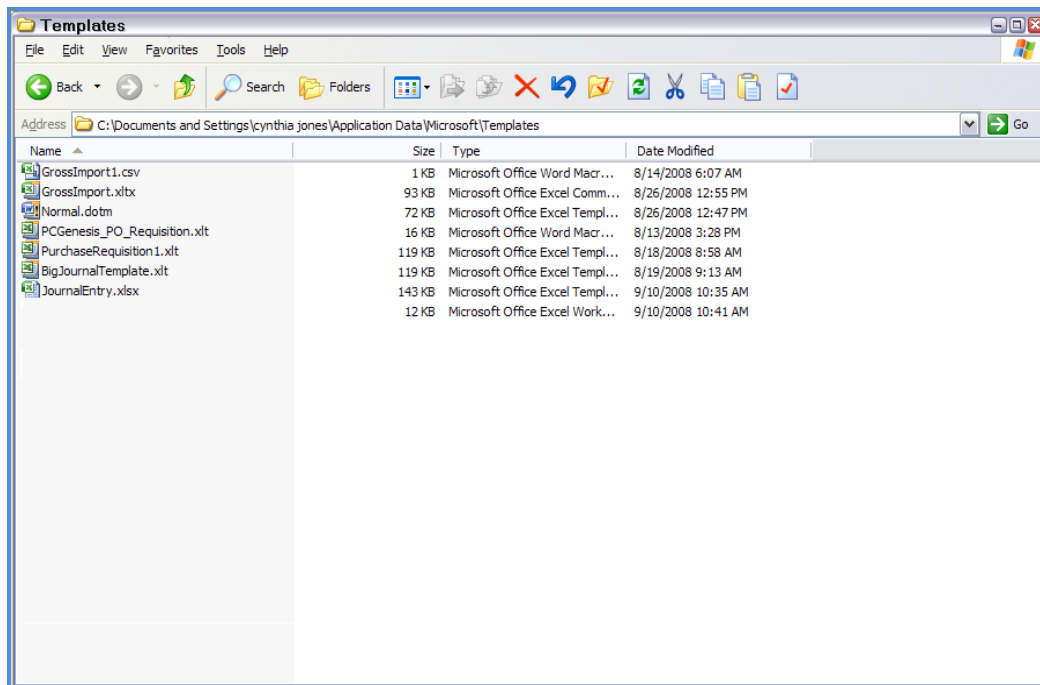 Templates
File Edit View Favorites Tools Help
Back Search Folders
Address C:\Documents and Settings\cynthia jones\Application Data\Microsoft\Templates Go
Name Size Type Date Modified
GrossImport1.csv 1 KB Microsoft Office Word Macr... 8/14/2008 6:07 AM
GrossImport.xltx 93 KB Microsoft Office Excel Comm... 8/26/2008 12:55 PM
Normal.dotm 72 KB Microsoft Office Excel Templ... 8/26/2008 12:47 PM
PCGenesis_PO_Requisition.xlt 16 KB Microsoft Office Word Macr... 8/13/2008 3:28 PM
PurchaseRequisition1.xlt 119 KB Microsoft Office Excel Templ... 8/18/2008 8:58 AM
BigJournalTemplate.xlt 119 KB Microsoft Office Excel Templ... 8/19/2008 9:13 AM
JournalEntry.xlsx 143 KB Microsoft Office Excel Templ... 9/10/2008 10:35 AM
12 KB Microsoft Office Excel Work... 9/10/2008 10:41 AM